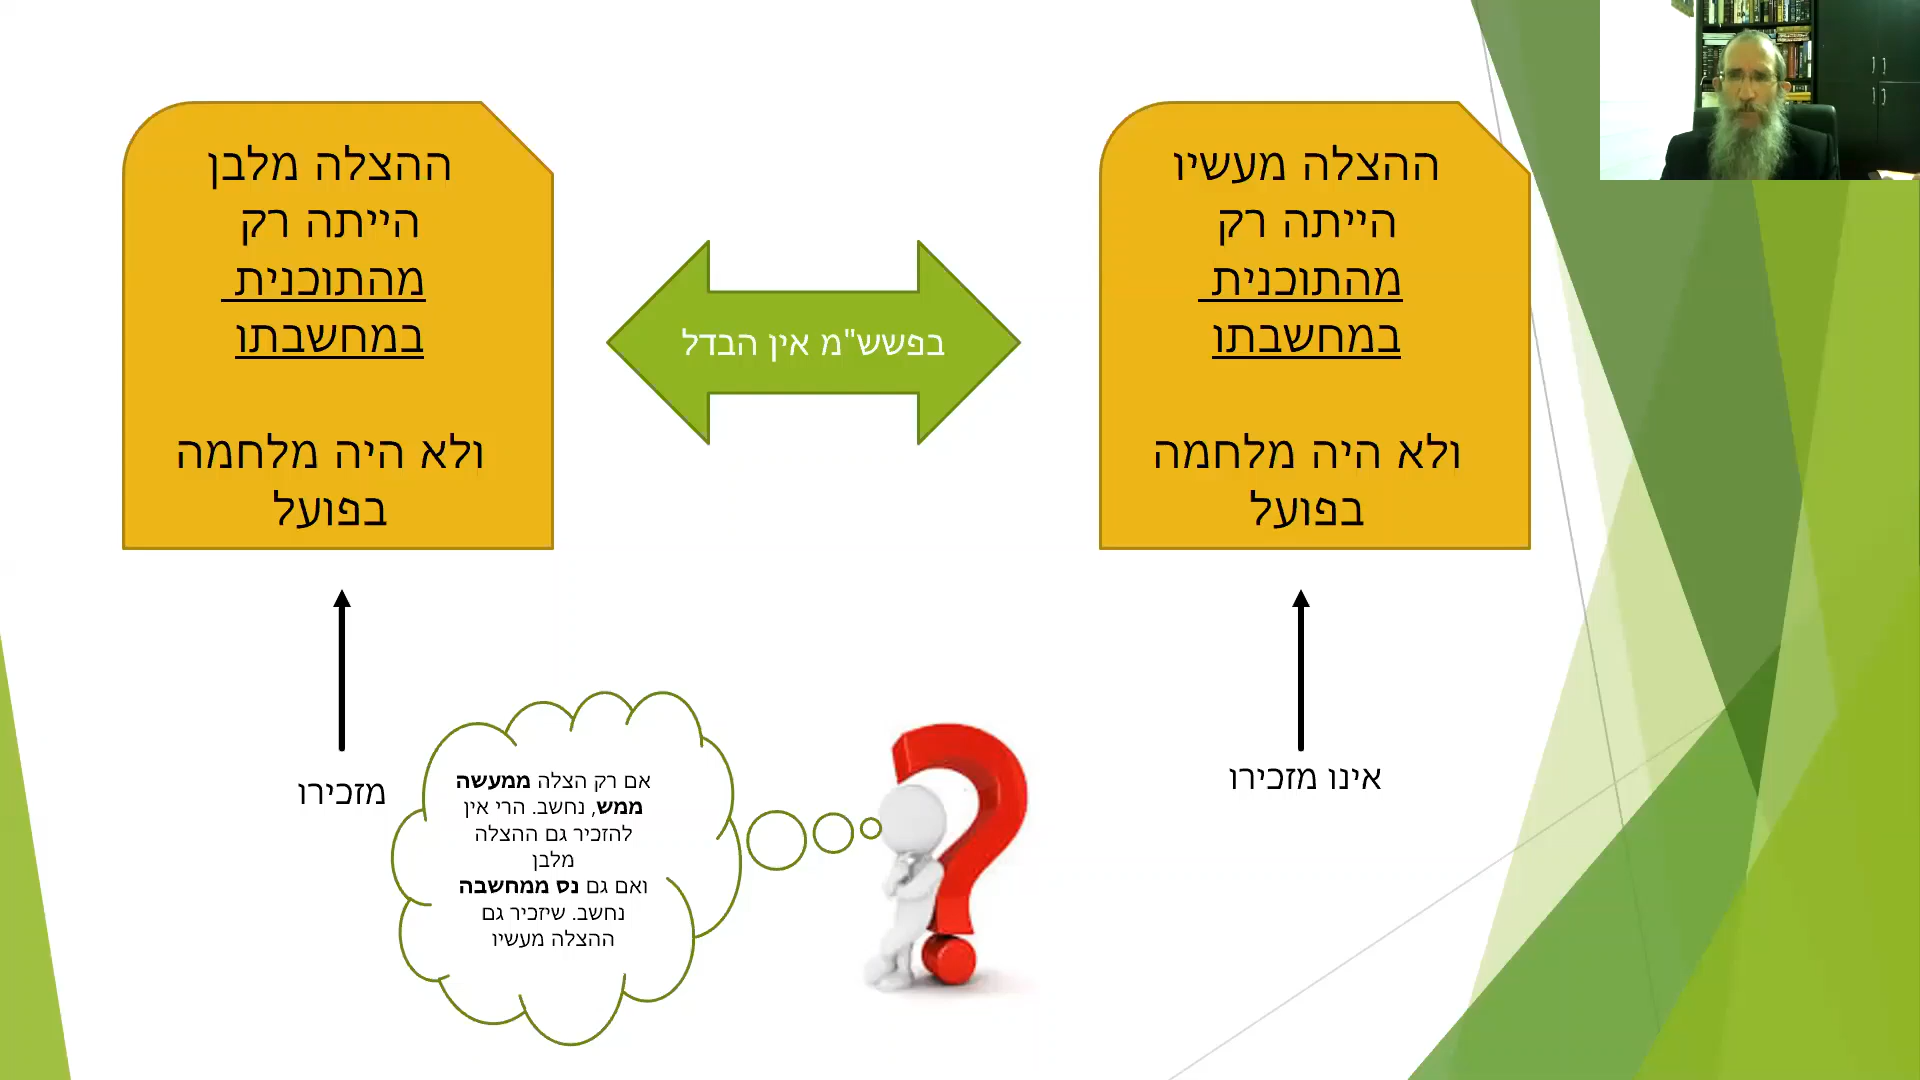 ההצלה מעשיו
הייתה רק
מהתוכנית
במחשבתו
ולא היה מלחמה
בפועל
אינו מזכירו
בפשש"מ אין הבדל
ההצלה מלבן
הייתה רק
מהתוכנית
במחשבתו
ולא היה מלחמה
בפועל
מזכירו
אם רק הצלה ממעשה
ממש, נחשב. הרי אין
להזכיר גם ההצלה
מלבן
ואם גם נס ממחשבה
נחשב. שיזכיר גם
ההצלה מעשיו